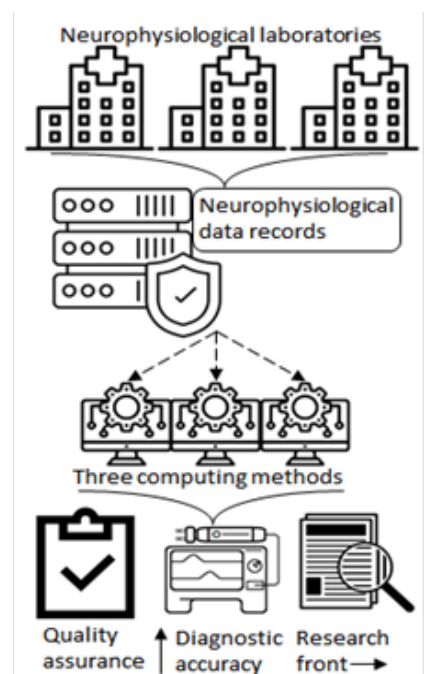 Neurophysiological laboratories
Neurophysiological
data records
Three computing methods
Quality
assurance
Diagnostic
accuracy
Research
front